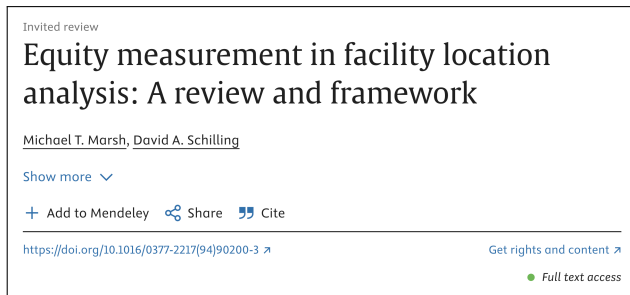 Invited review
Equity measurement in facility location
analysis: A review and framework
Michael T. Marsh, David A. Schilling
Show more
Add to Mendeley Share Cite
https://doi.org/10.1016/0377-2217(94)90200-3 ↗ Get rights and content ↗
Full text access